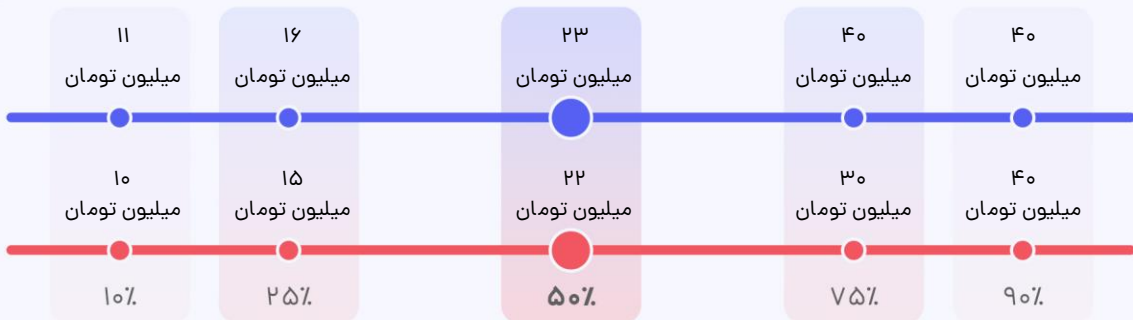 ۱۱ ۱۶ ۲۳ ۴۰ ۴۰
میلیون تومان میلیون تومان میلیون تومان میلیون تومان میلیون تومان
۱۰ ۱۵ ۲۲ ۳۰ ۴۰
میلیون تومان میلیون تومان میلیون تومان میلیون تومان میلیون تومان
۱۰٪ ۲۵٪ ۵۰٪ ۷۵٪ ۹۰٪